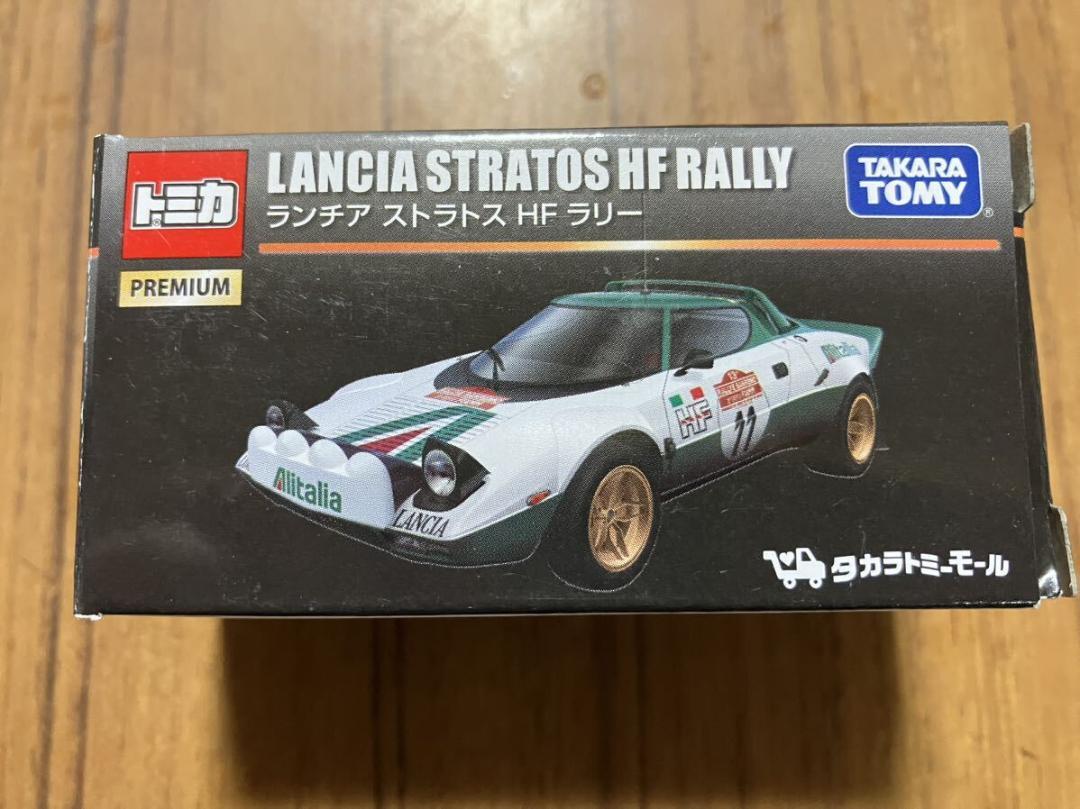 トミカ
PREMIUM
LANCIA STRATOS HF RALLY
ランチア ストラトス HF ラリー
TAKARA
TOMY
®
Alitalia
LANCIA
HF
11
Alitalia
タカラトミーモール